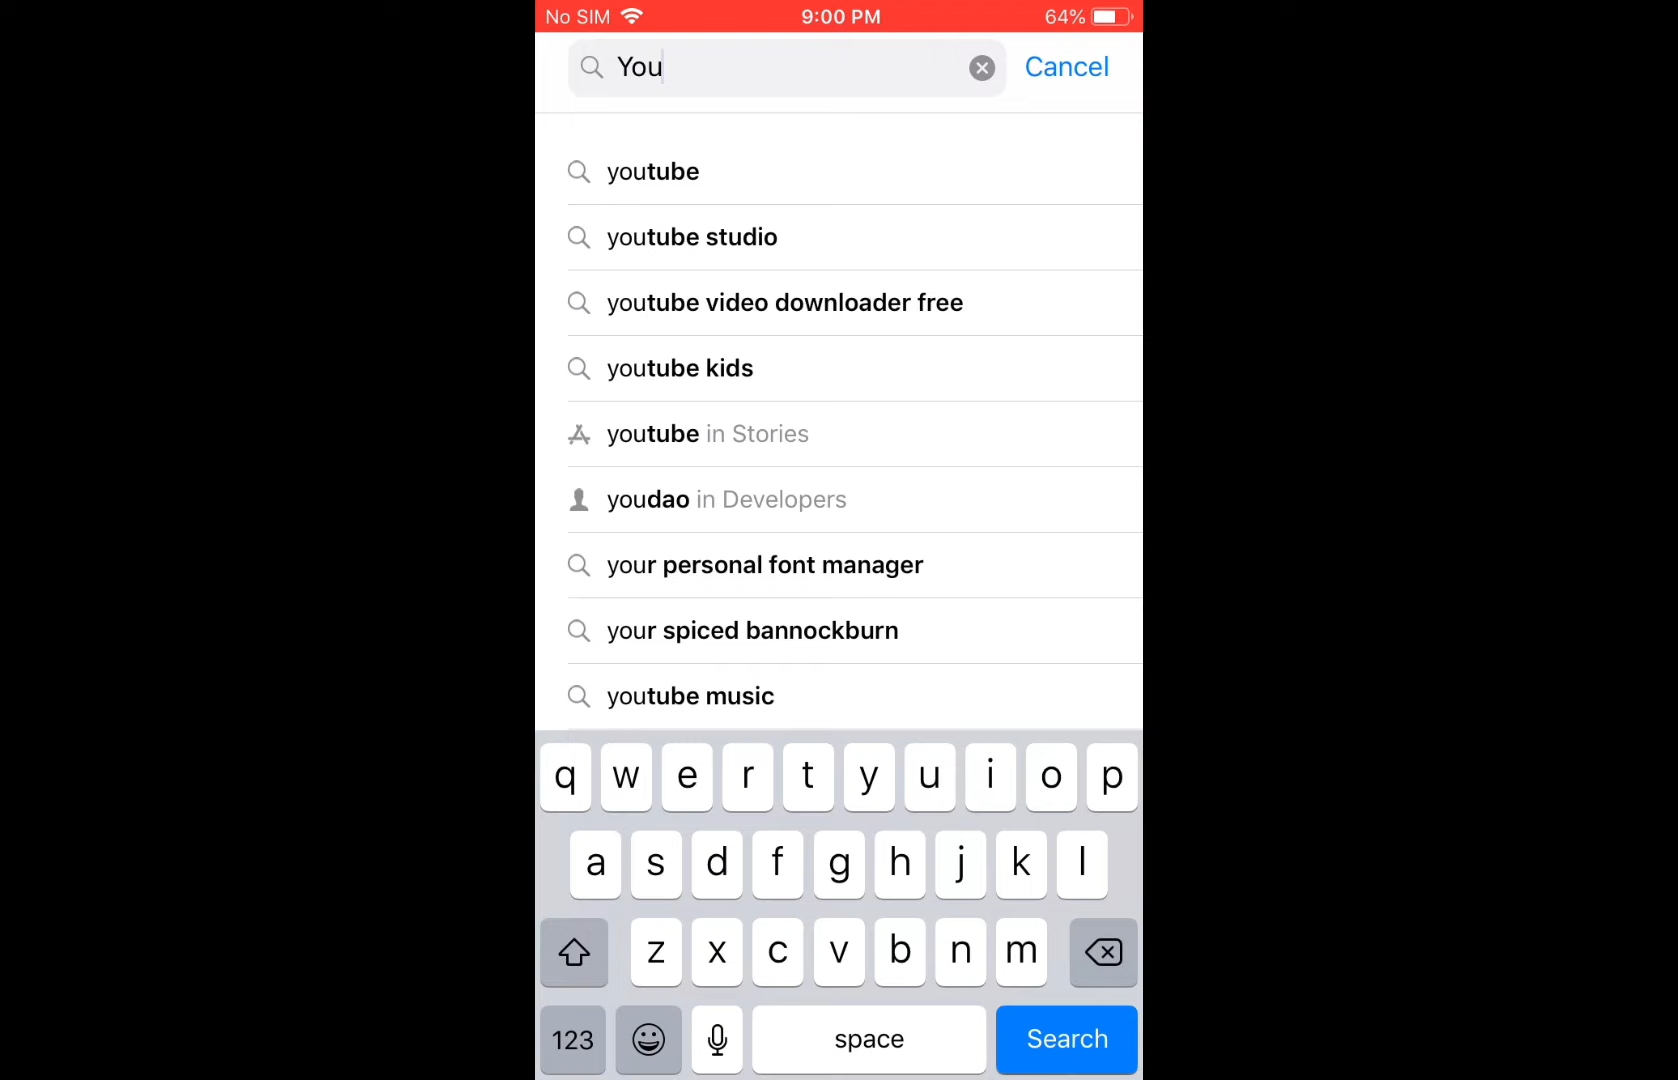 No SIM 9:00 PM 64%
You Cancel
youtube
youtube studio
youtube video downloader free
youtube kids
youtube in Stories
youdao in Developers
your personal font manager
your spiced bannockburn
youtube music
q w e r t y u i o p
a s d f g h j k l
z x c v b n m
123 space Search